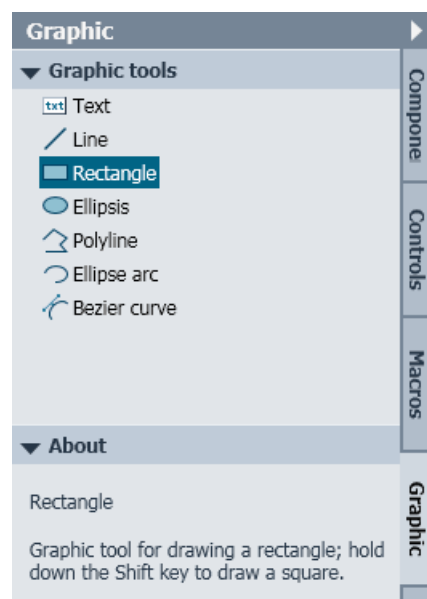 Graphic
Graphic tools
txt Text
Line
Rectangle
Ellipsis
Polyline
Ellipse arc
Bezier curve
About
Rectangle
Graphic tool for drawing a rectangle; hold
down the Shift key to draw a square.
Compone
Controls
Macros
Graphic